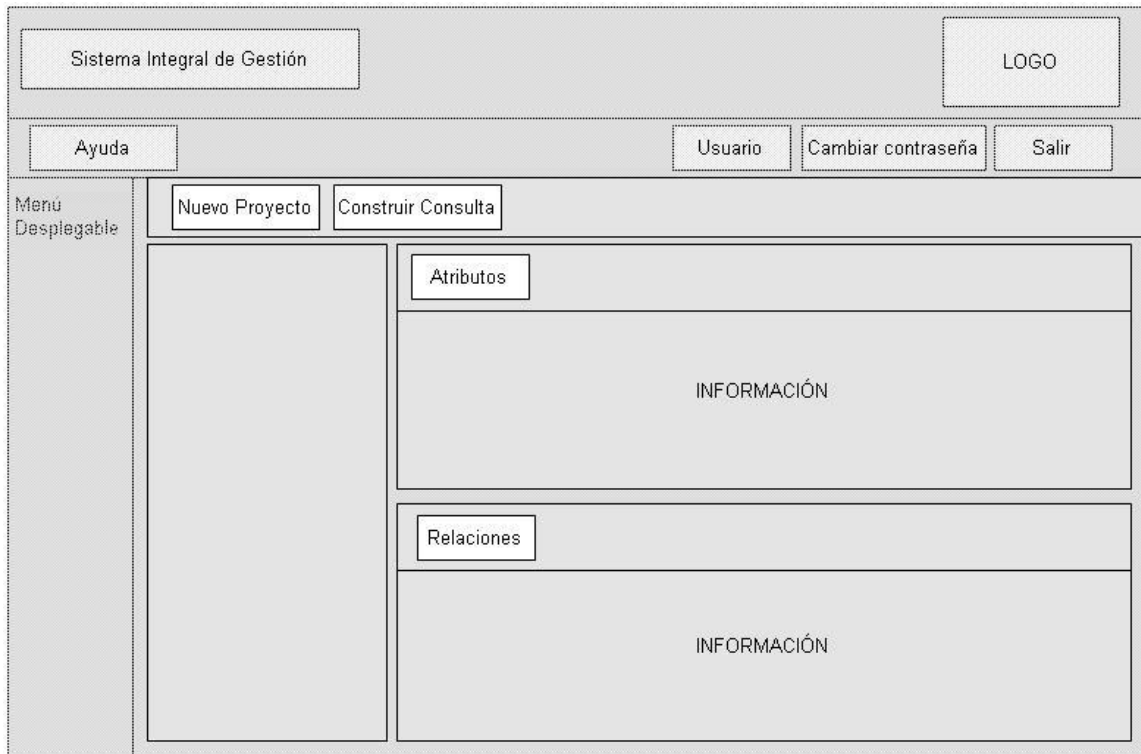 Sistema Integral de Gestión
LOGO
Ayuda
Usuario
Cambiar contraseña
Salir
Menú
Desplegable
Nuevo Proyecto
Construir Consulta
Atributos
INFORMACIÓN
Relaciones
INFORMACIÓN